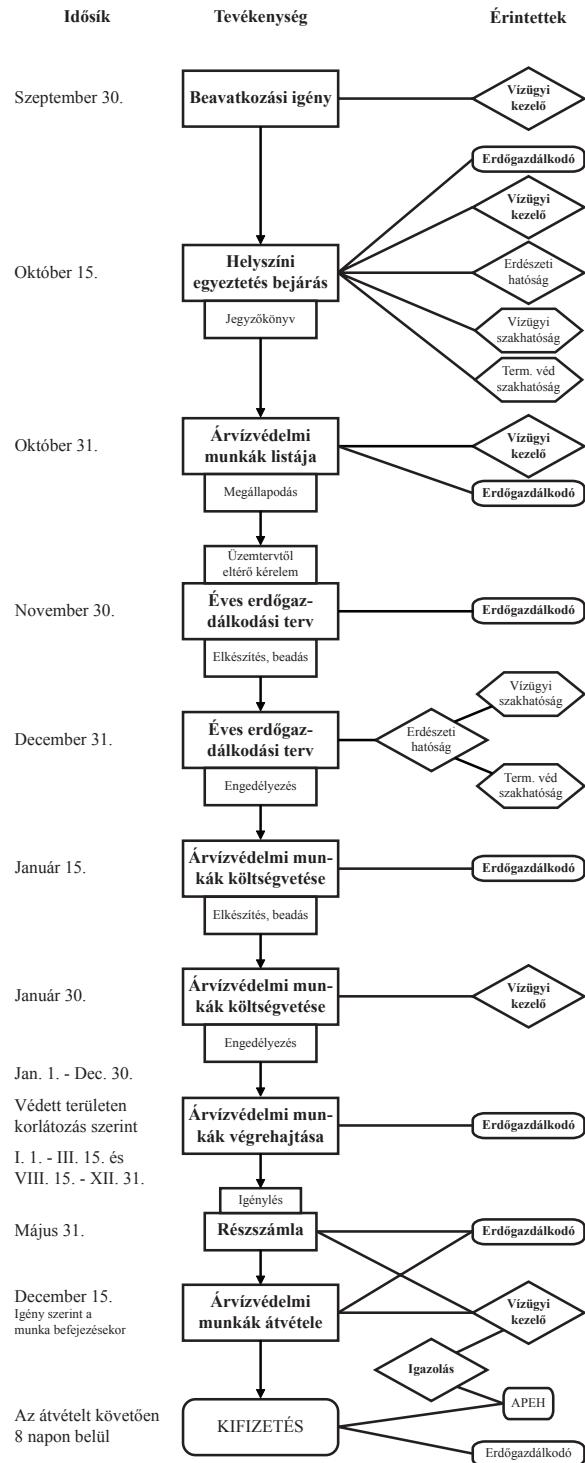 Idősík
Tevékenység
Érintettek
Szeptember 30.
Beavatkozási igény
Vízügyi
kezelő
Erdőgazdálkodó
Vízügyi
kezelő
Október 15.
Helyszíni
egyeztetés bejárás
Jegyzőkönyv
Erdészeti
hatóság
Vízügyi
szakhatóság
Term. véd
szakhatóság
Október 31.
Árvízvédelmi
munkák listája
Megállapodás
Vízügyi
kezelő
Erdőgazdálkodó
Üzemtervtől
eltérő kérelem
November 30.
Éves erdőgaz-
dálkodási terv
Elkészítés, beadás
Erdőgazdálkodó
December 31.
Éves erdőgaz-
dálkodási terv
Engedélyezés
Erdészeti
hatóság
Vízügyi
szakhatóság
Term. véd
szakhatóság
Január 15.
Árvízvédelmi mun-
kák költségvetése
Elkészítés, beadás
Erdőgazdálkodó
Január 30.
Árvízvédelmi mun-
kák költségvetése
Engedélyezés
Vízügyi
kezelő
Jan. 1. - Dec. 30.
Védett területen
korlátozás szerint
I. 1. - III. 15. és
VIII. 15. - XII. 31.
Árvízvédelmi mun-
kák végrehajtása
Erdőgazdálkodó
Igénylés
Május 31.
Részszámla
Erdőgazdálkodó
December 15.
Igény szerint a
munka befejezésekor
Árvízvédelmi
munkák átvétele
Vízügyi
kezelő
Igazolás
Az átvételt követően
8 napon belül
KIFIZETÉS
APEH
Erdőgazdálkodó